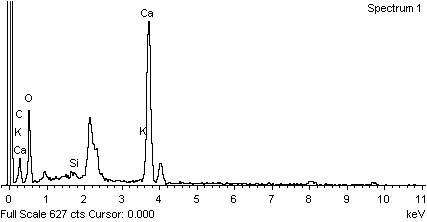 Spectrum 1
Ca
O
C
K
Ca
Si
K
0 1 2 3 4 5 6 7 8 9 10 11
Full Scale 627 cts Cursor: 0.000 keV